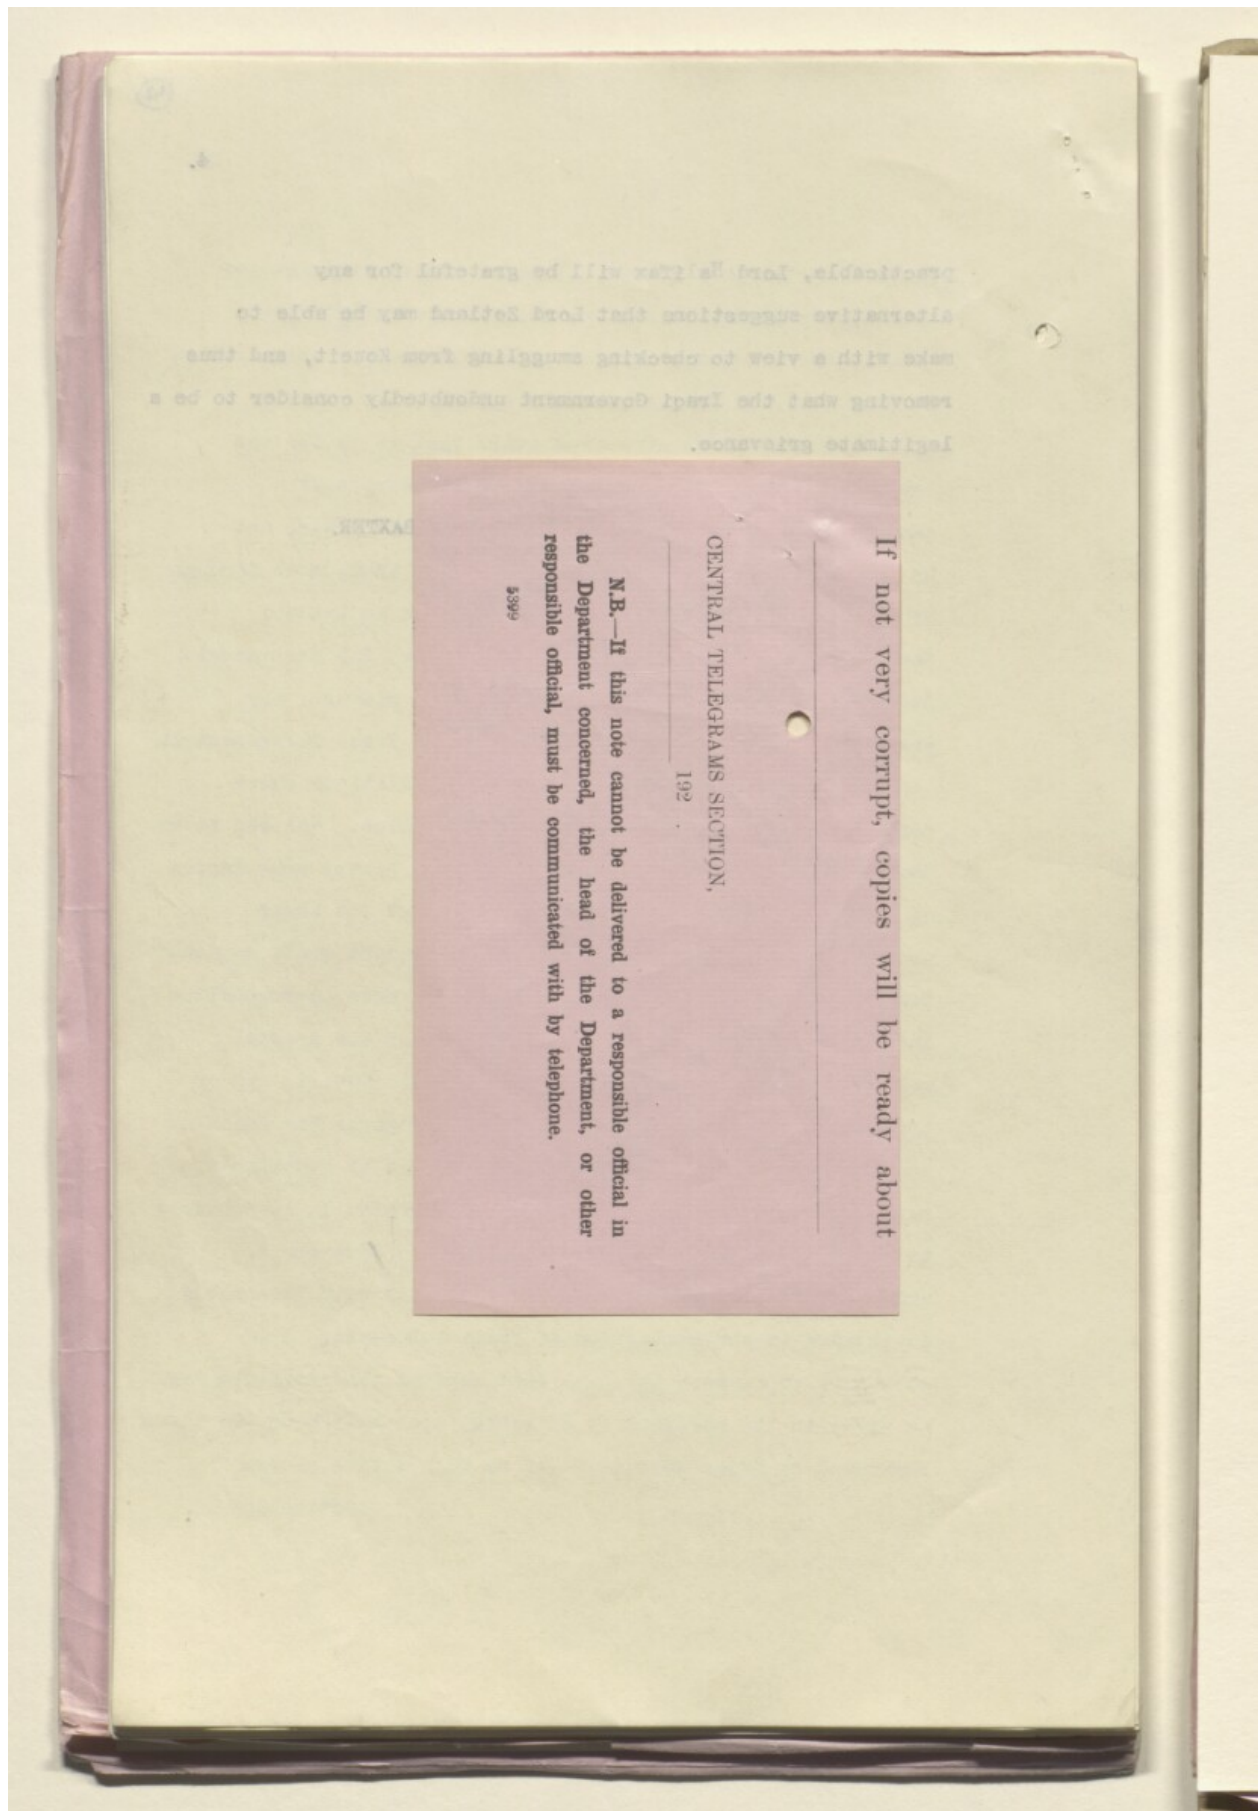 If not very corrupt, copies will be ready about
CENTRAL TELEGRAMS SECTION,
192 .
N.B.—If this note cannot be delivered to a responsible official in
the Department concerned, the head of the Department, or other
responsible official, must be communicated with by telephone.
5399
4.
practicable, Lord Halifax will be grateful for any
alternative suggestions that Lord Zetland may be able to
make with a view to checking smuggling from Koweit, and thus
removing what the Iraqi Government undoubtedly consider to be a
legitimate grievance.
BAXTER.